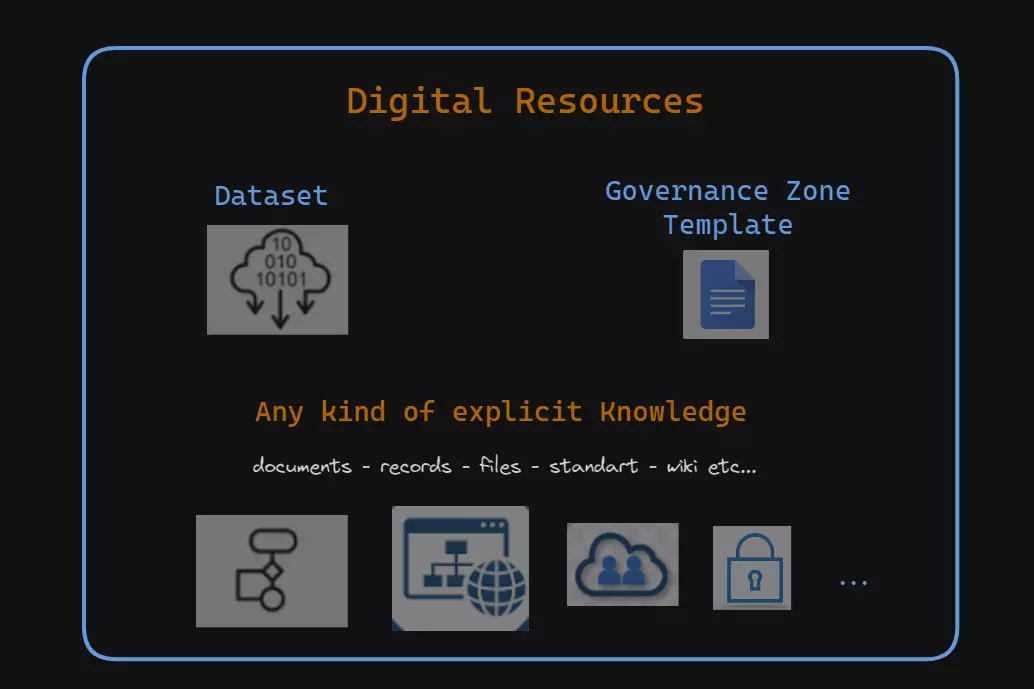 Digital Resources
Dataset
Governance Zone
Template
10
010
10101
Any kind of explicit Knowledge
documents - records - files - standart - wiki etc...
...